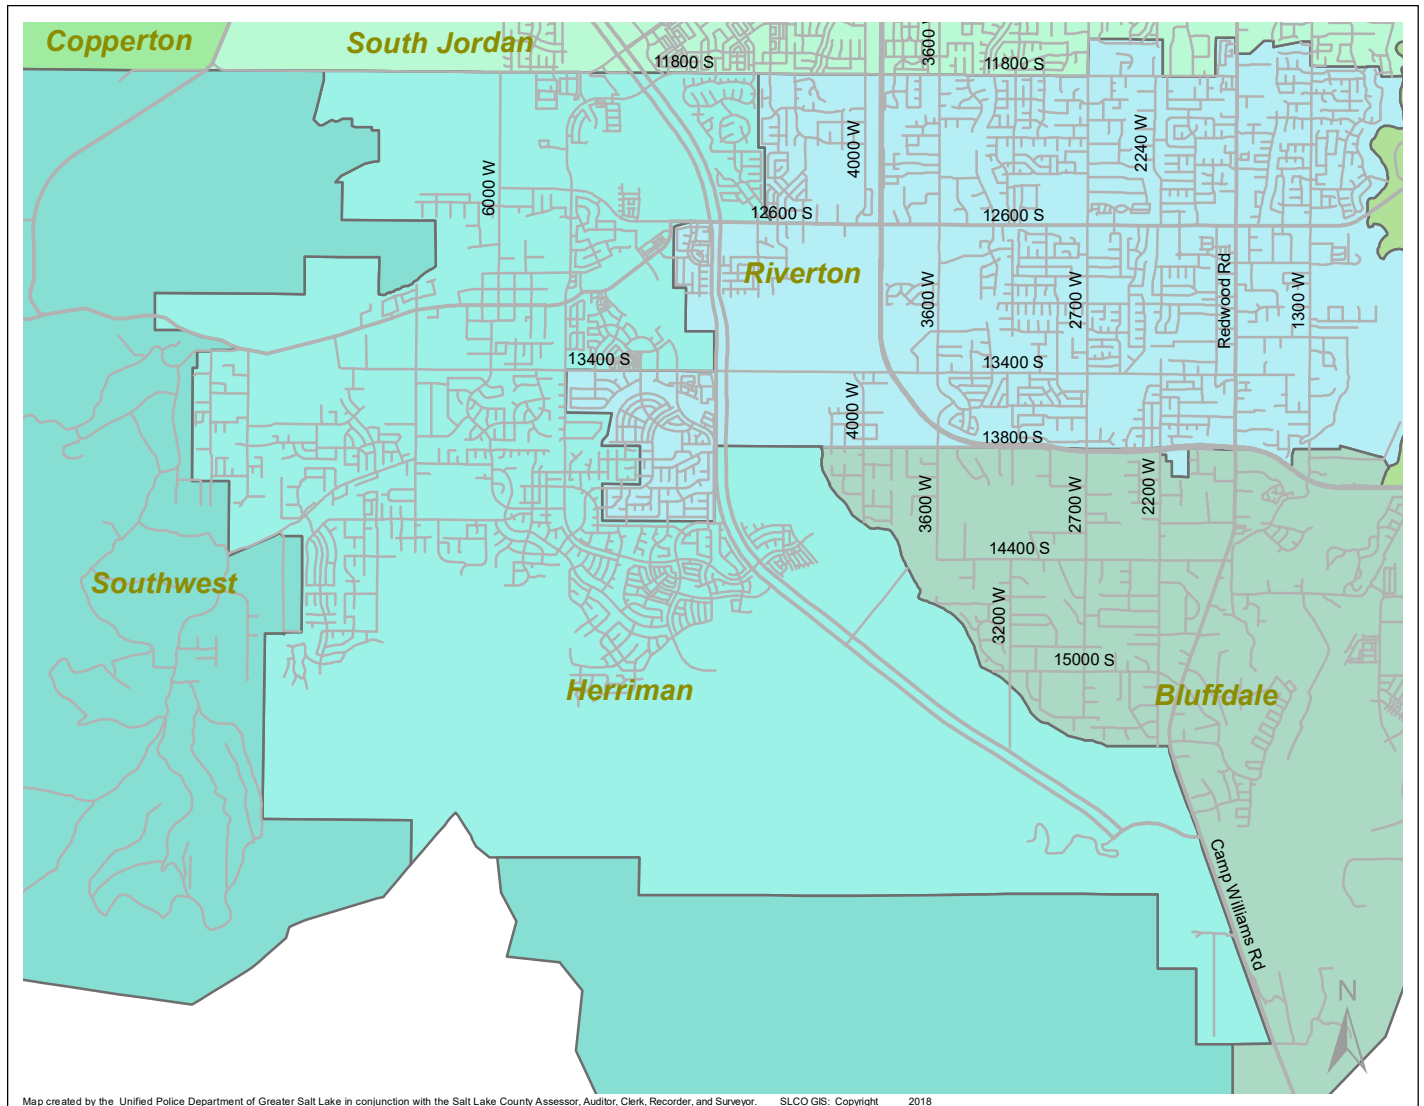 Copperton
South Jordan
3600 W
11800 S
11800 S
4000 W
2240 W
6000 W
12600 S
12600 S
Riverton
3600 W
2700 W
Redwood Rd
1300 W
13400 S
13400 S
4000 W
13800 S
3600 W
2700 W
2200 W
14400 S
Southwest
3200 W
15000 S
Herriman
Bluffdale
Camp Williams Rd
N
Map created by the Unified Police Department of Greater Salt Lake in conjunction with the Salt Lake County Assessor, Auditor, Clerk, Recorder, and Surveyor. SLCO GIS: Copyright 2018